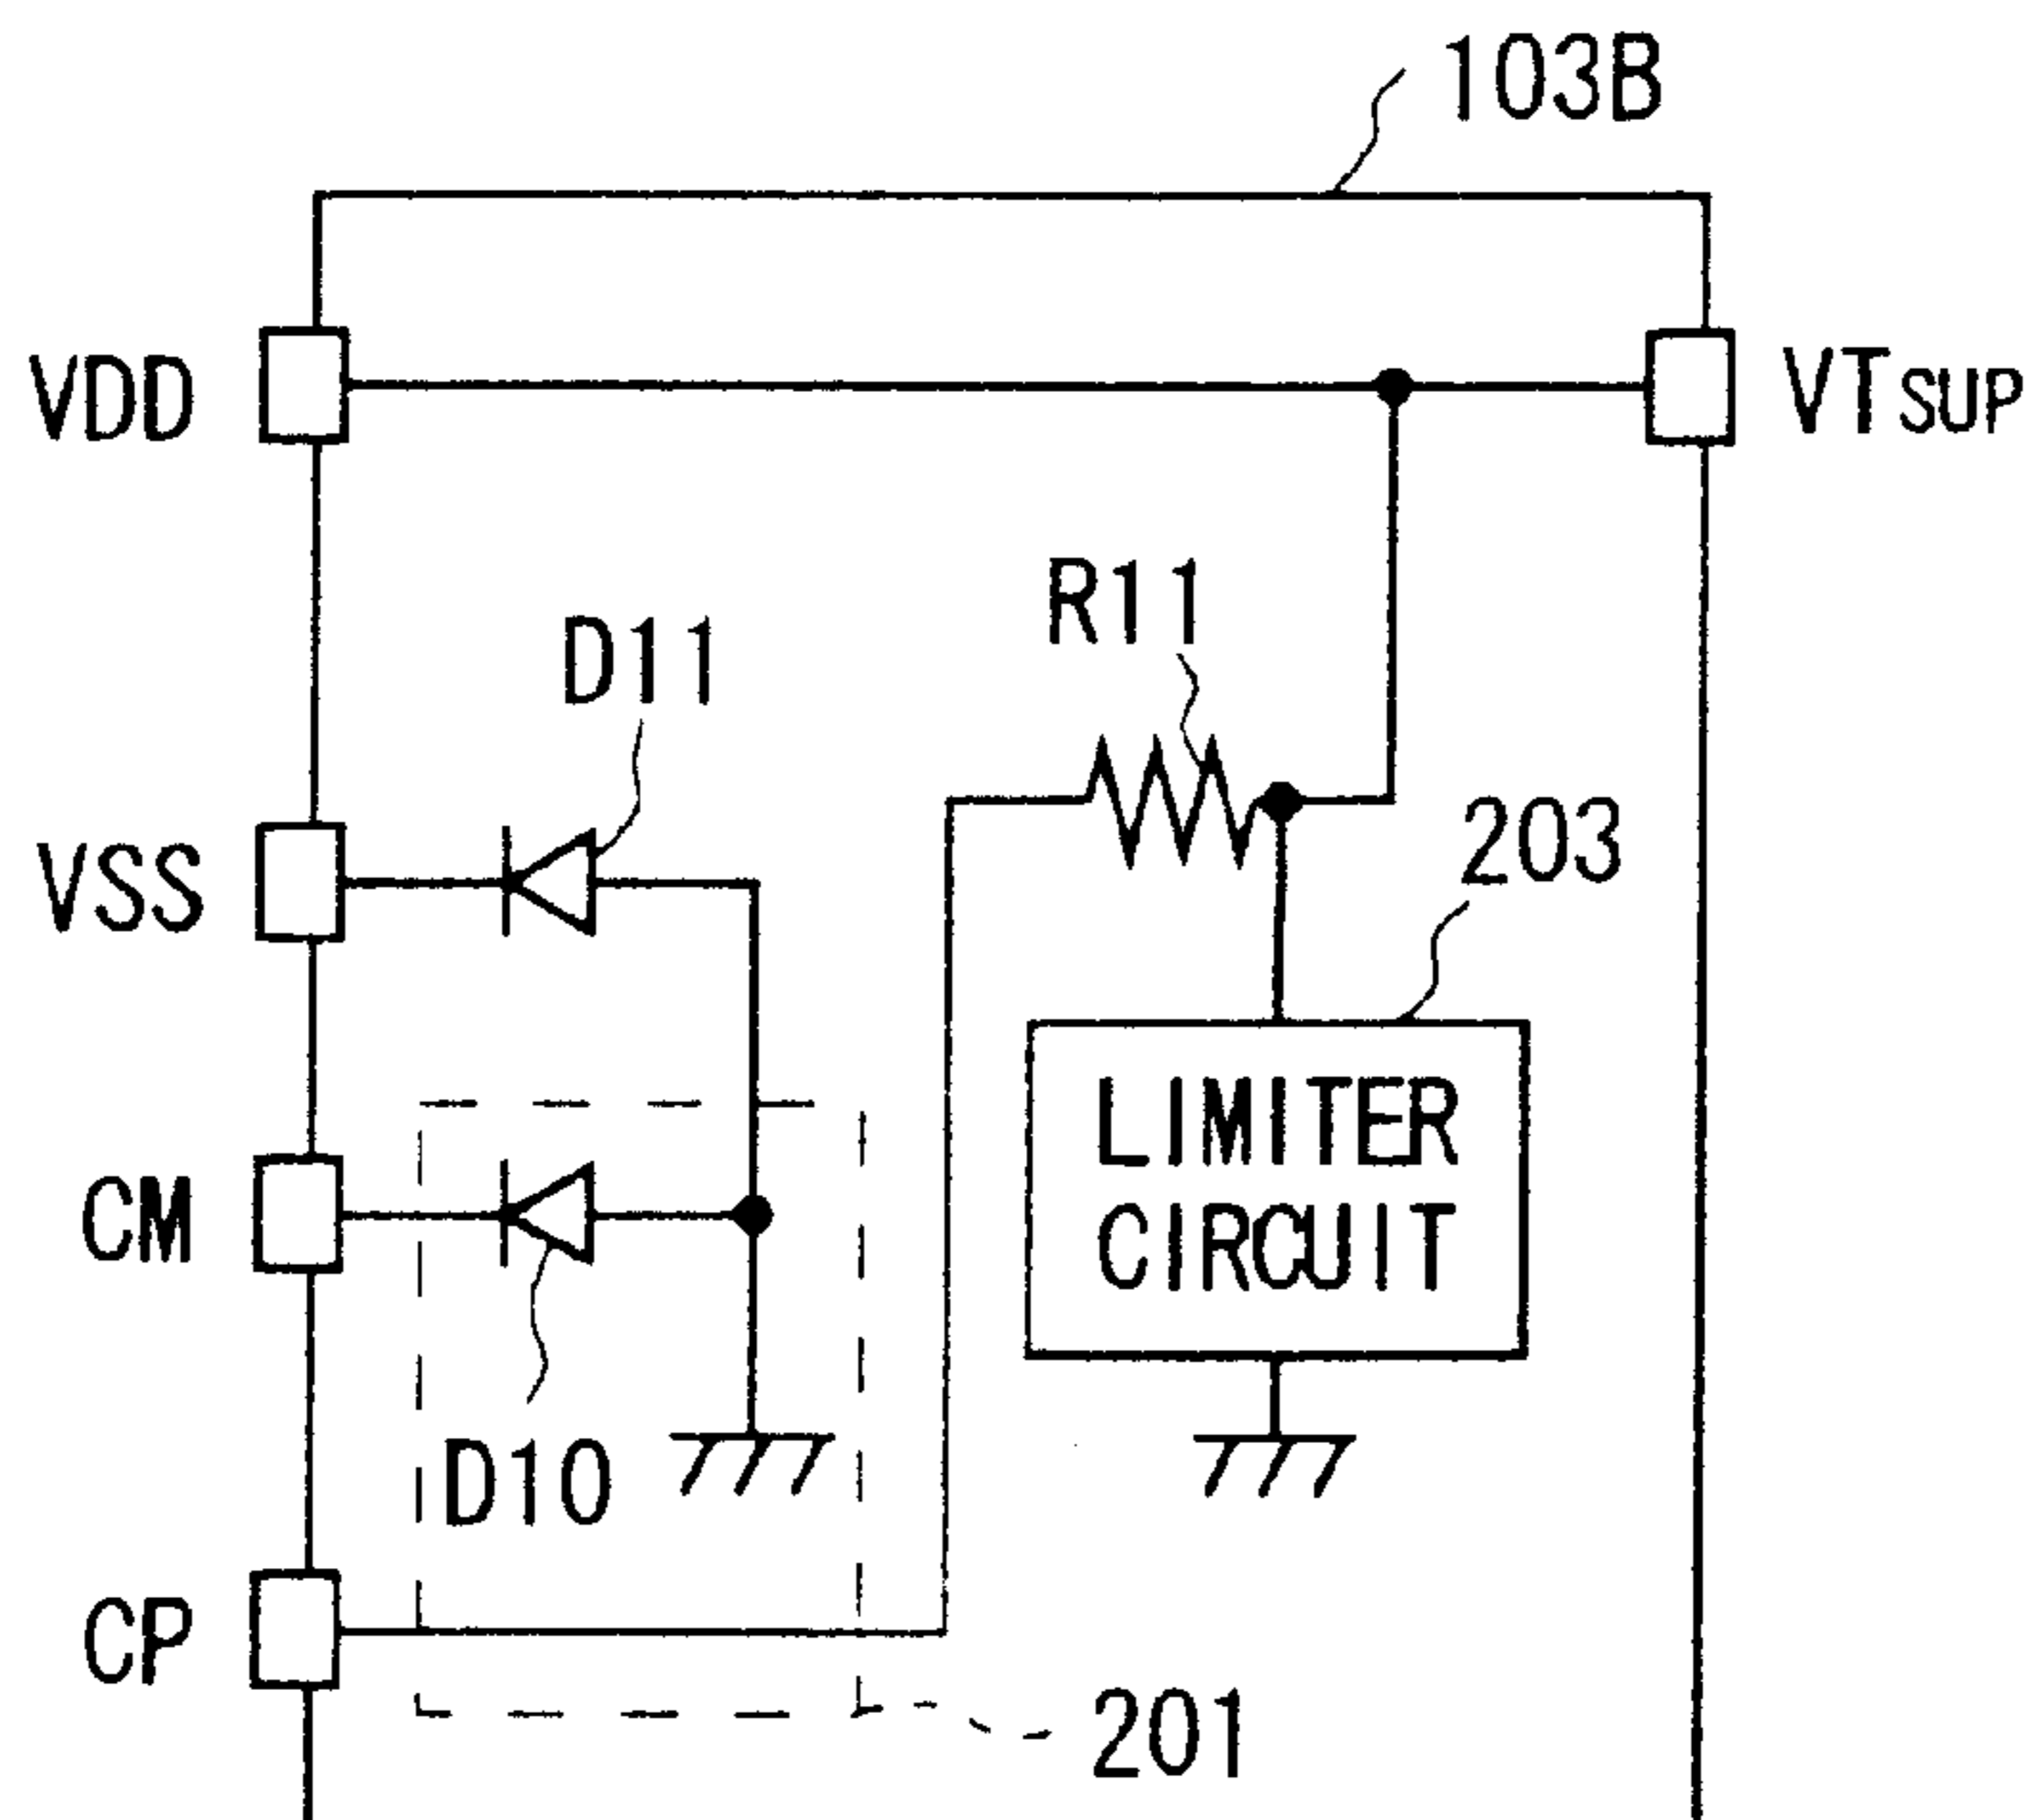 103B
VDD
VTSUP
R11
D11
203
VSS
LIMITER
CIRCUIT
CM
D10
CP
201